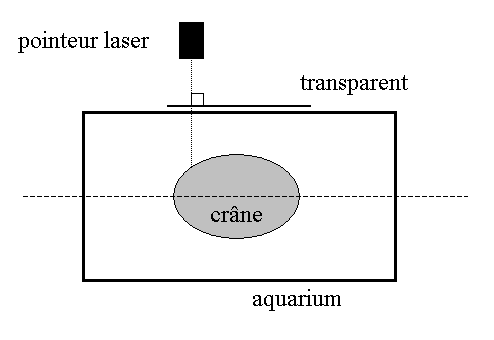 pointeur laser
transparent
crâne
aquarium